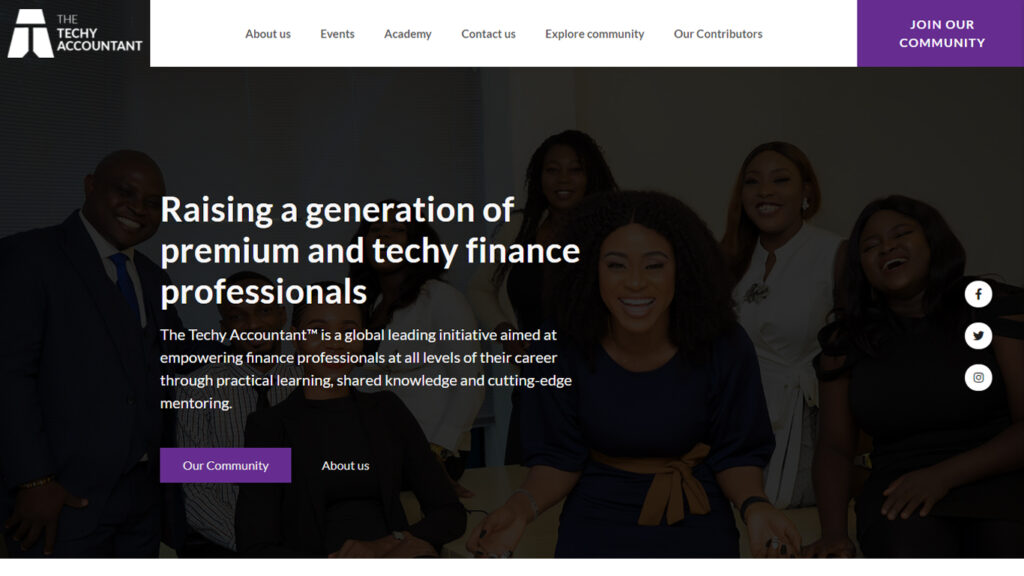 THE
TECHY
ACCOUNTANT
About us
Events
Academy
Contact us
Explore community
Our Contributors
JOIN OUR
COMMUNITY
Raising a generation of
premium and techy finance
professionals
The Techy Accountant™ is a global leading initiative aimed at
empowering finance professionals at all levels of their career
through practical learning, shared knowledge and cutting-edge
mentoring.
Our Community
About us